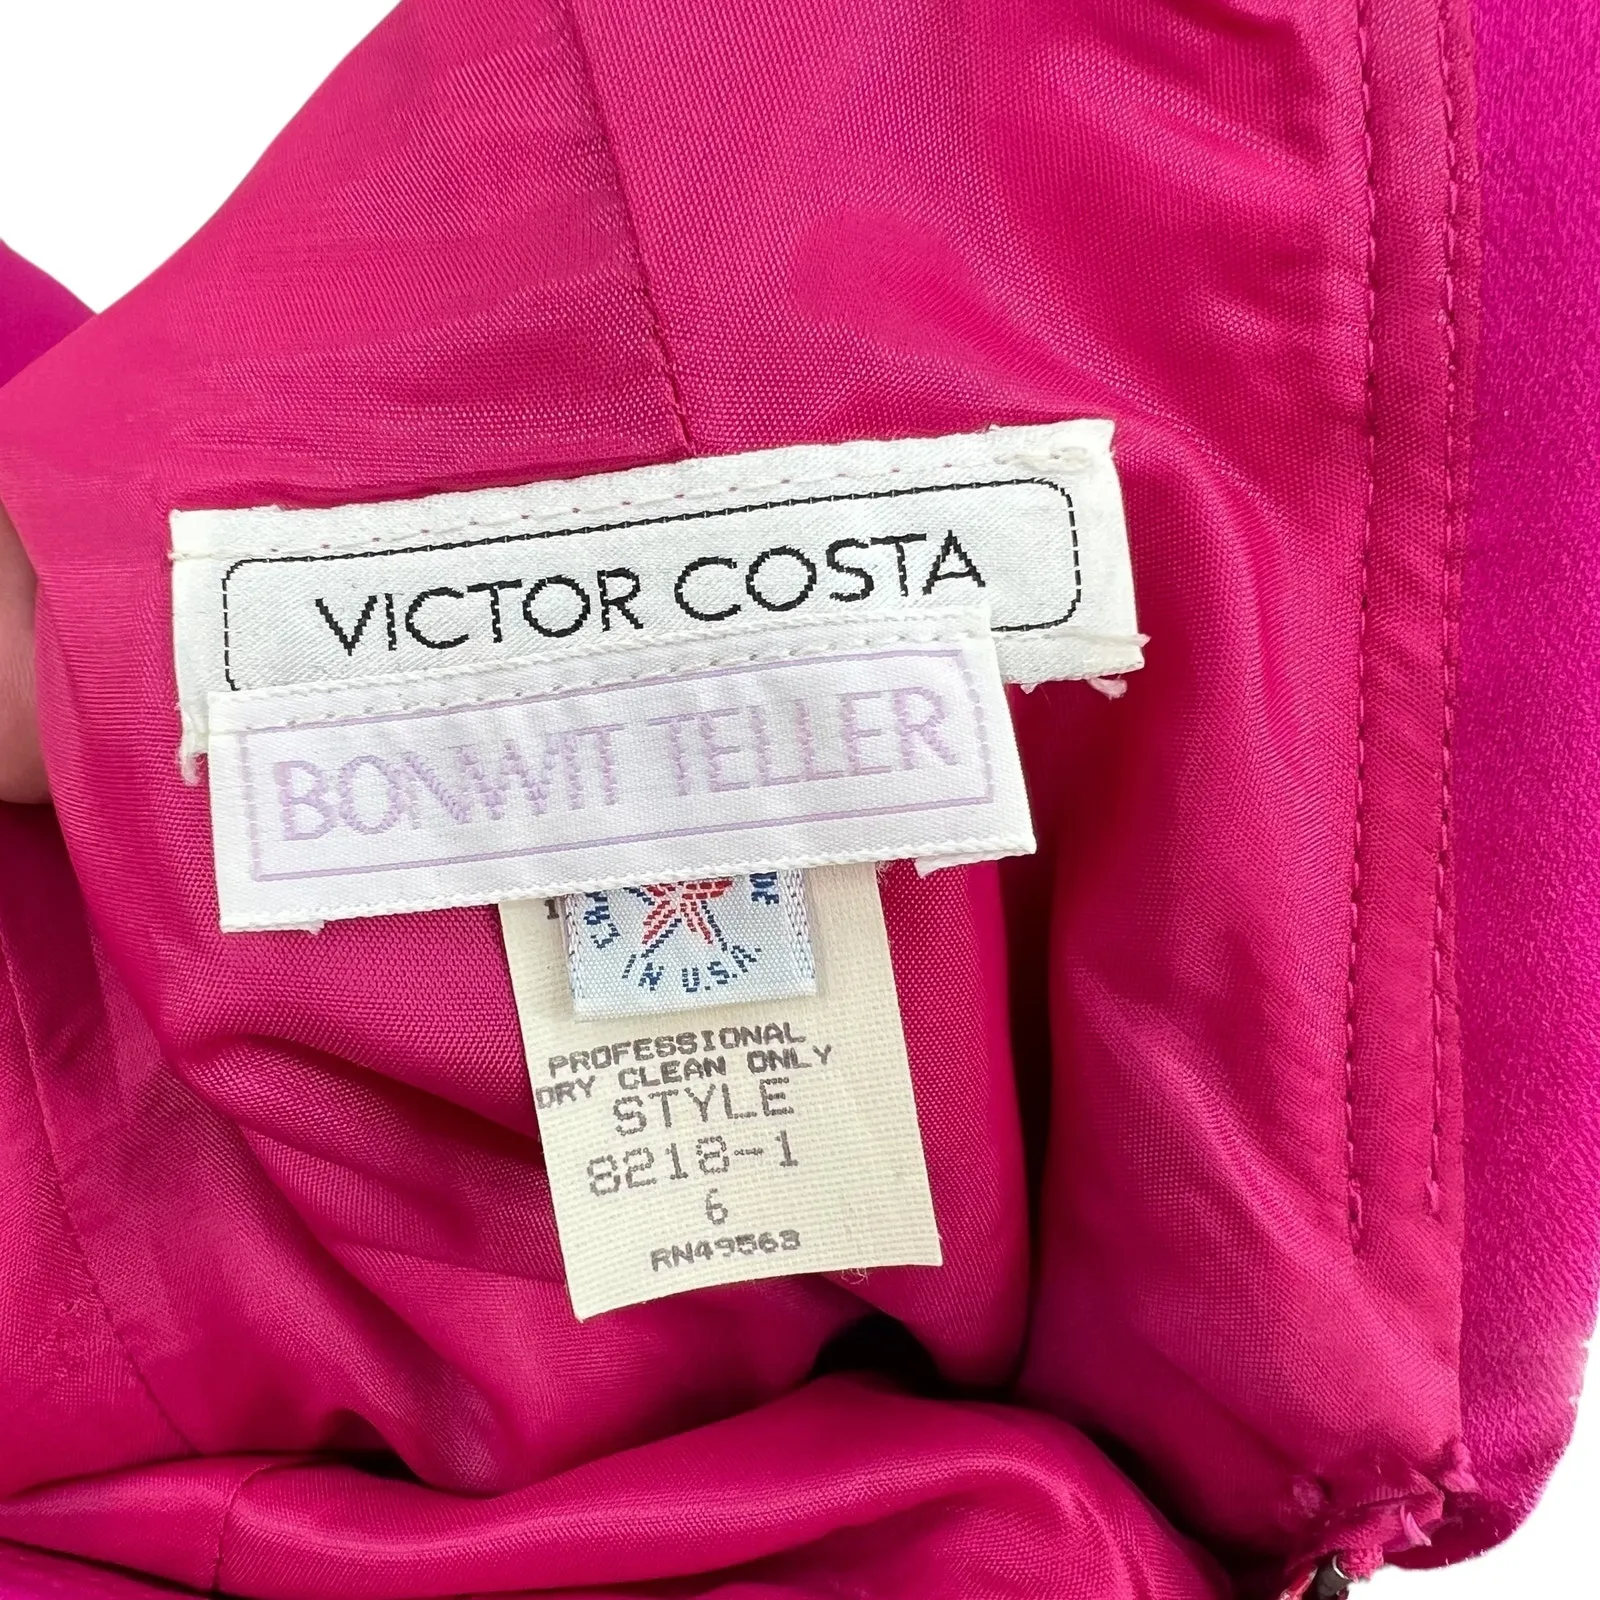 VICTOR COSTA
BONWIT TELLER
IN U.S.A.
PROFESSIONAL
DRY CLEAN ONLY
STYLE
8218-1
6
RN49563